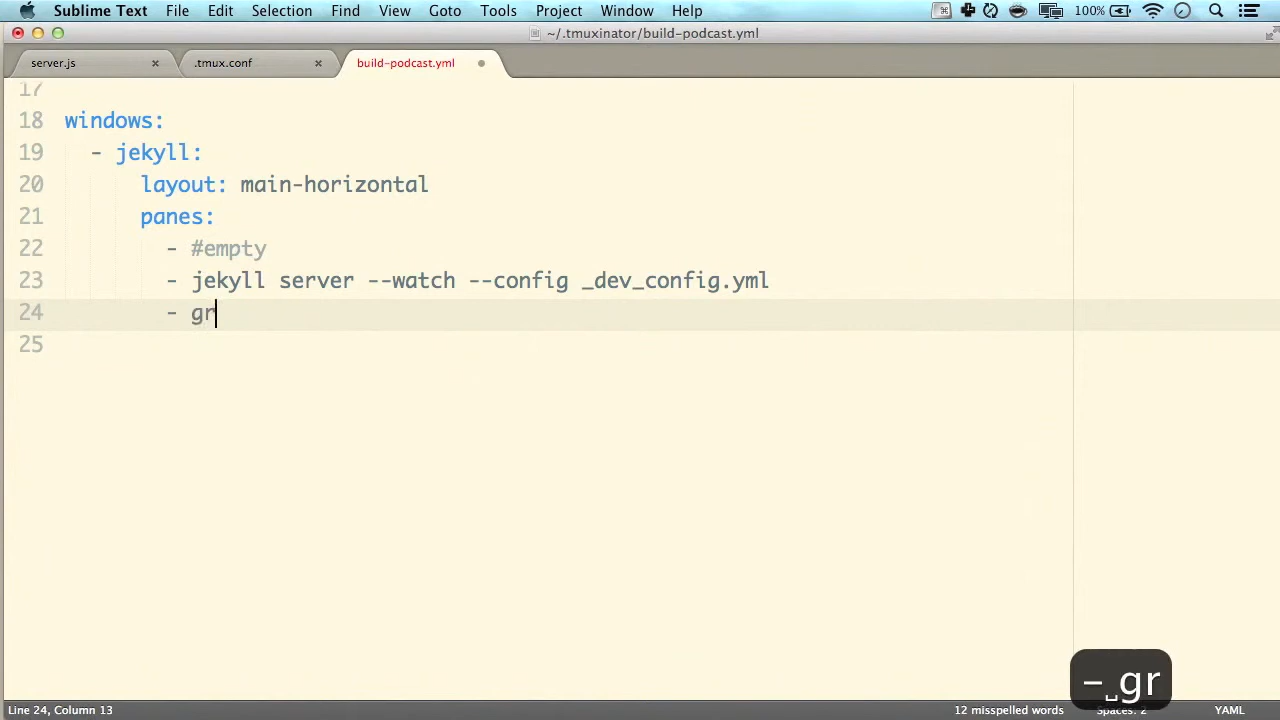 Sublime Text File Edit Selection Find View Goto Tools Project Window Help 100%
~/.tmuxinator/build-podcast.yml
server.js × .tmux.conf × build-podcast.yml
17
18 windows:
19 - jekyll:
20 layout: main-horizontal
21 panes:
22 - #empty
23 - jekyll server --watch --config _dev_config.yml
24 - gr
25
–␣gr
Line 24, Column 13 12 misspelled words Spaces: 2 YAML